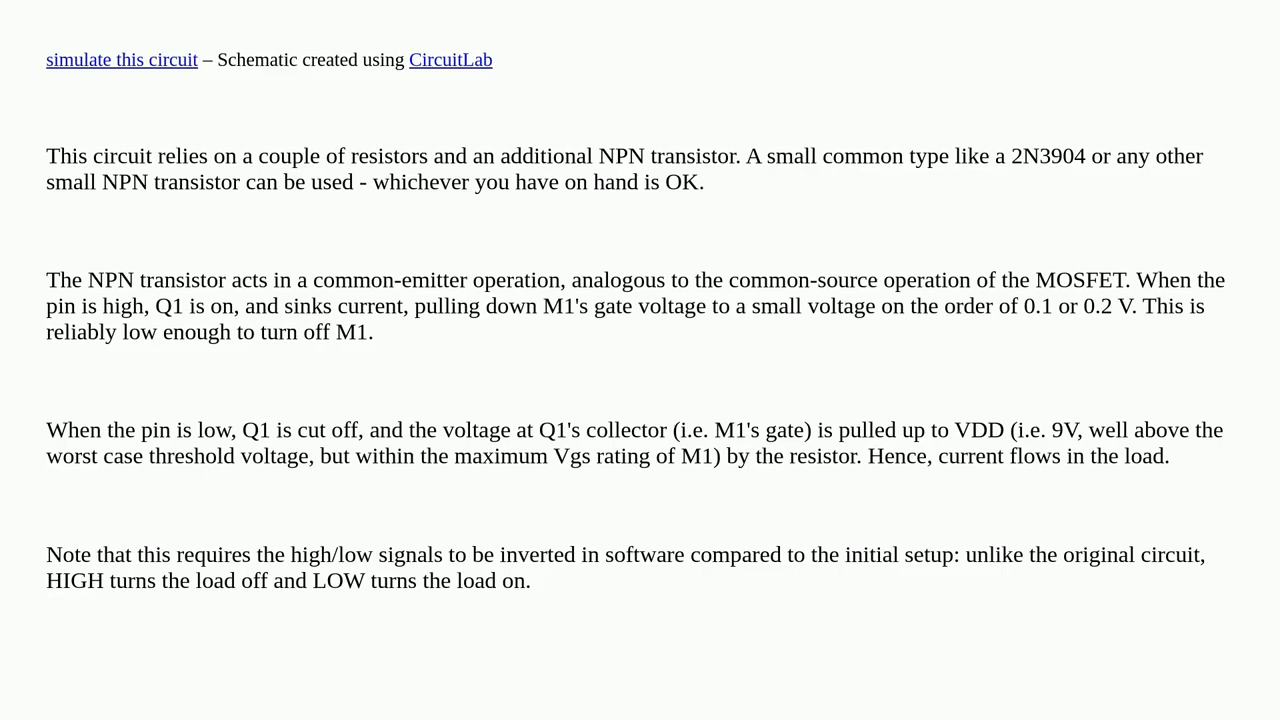 simulate this circuit – Schematic created using CircuitLab
This circuit relies on a couple of resistors and an additional NPN transistor. A small common type like a 2N3904 or any other
small NPN transistor can be used - whichever you have on hand is OK.
The NPN transistor acts in a common-emitter operation, analogous to the common-source operation of the MOSFET. When the
pin is high, Q1 is on, and sinks current, pulling down M1's gate voltage to a small voltage on the order of 0.1 or 0.2 V. This is
reliably low enough to turn off M1.
When the pin is low, Q1 is cut off, and the voltage at Q1's collector (i.e. M1's gate) is pulled up to VDD (i.e. 9V, well above the
worst case threshold voltage, but within the maximum Vgs rating of M1) by the resistor. Hence, current flows in the load.
Note that this requires the high/low signals to be inverted in software compared to the initial setup: unlike the original circuit,
HIGH turns the load off and LOW turns the load on.